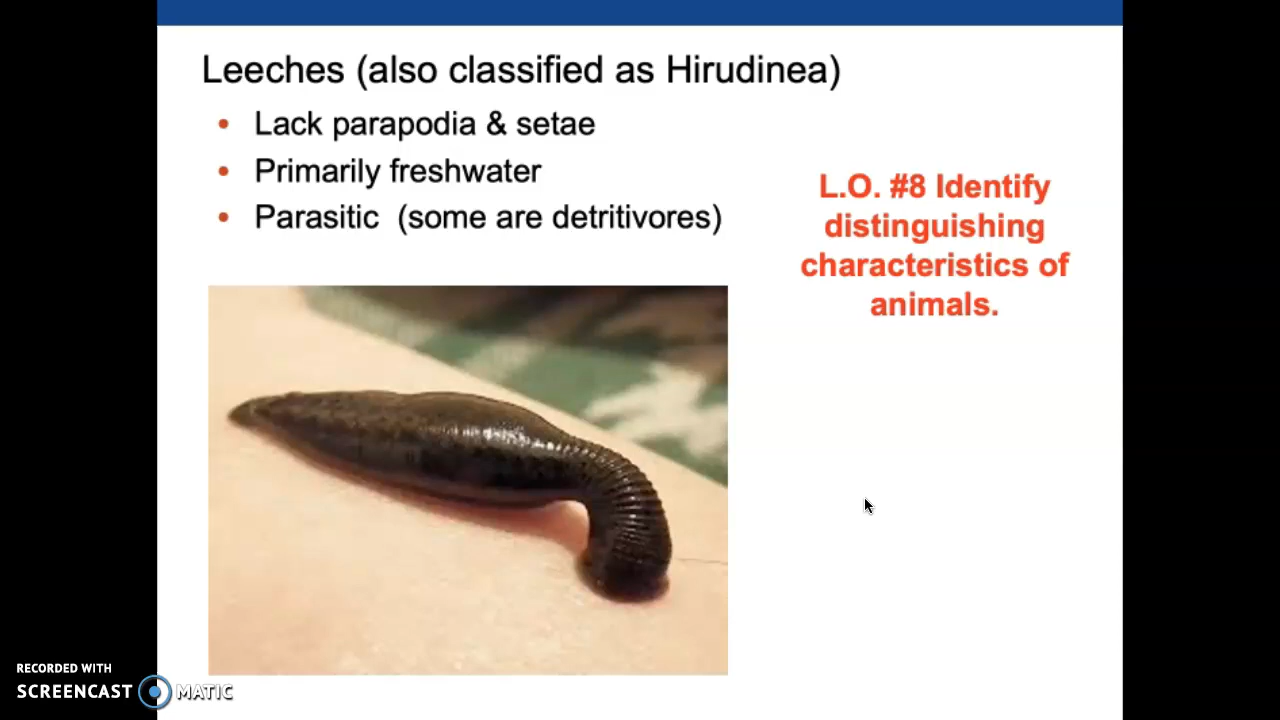 Leeches (also classified as Hirudinea)
• Lack parapodia & setae
• Primarily freshwater
• Parasitic (some are detritivores)
L.O. #8 Identify
distinguishing
characteristics of
animals.
RECORDED WITH
SCREENCAST MATIC